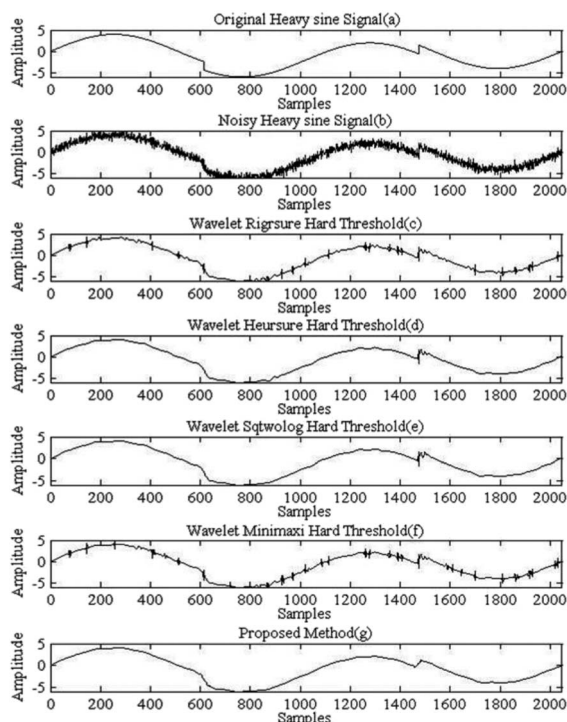 Original Heavy sine Signal(a)
Amplitude
5
0
-5
0 200 400 600 800 1000 1200 1400 1600 1800 2000
Samples
Noisy Heavy sine Signal(b)
Amplitude
5
0
-5
0 200 400 600 800 1000 1200 1400 1600 1800 2000
Samples
Wavelet Rigrsure Hard Threshold(c)
Amplitude
5
0
-5
0 200 400 600 800 1000 1200 1400 1600 1800 2000
Samples
Wavelet Heursure Hard Threshold(d)
Amplitude
5
0
-5
0 200 400 600 800 1000 1200 1400 1600 1800 2000
Samples
Wavelet Sqtwolog Hard Threshold(e)
Amplitude
5
0
-5
0 200 400 600 800 1000 1200 1400 1600 1800 2000
Samples
Wavelet Minimaxi Hard Threshold(f)
Amplitude
5
0
-5
0 200 400 600 800 1000 1200 1400 1600 1800 2000
Samples
Proposed Method(g)
Amplitude
5
0
-5
0 200 400 600 800 1000 1200 1400 1600 1800 2000
Samples